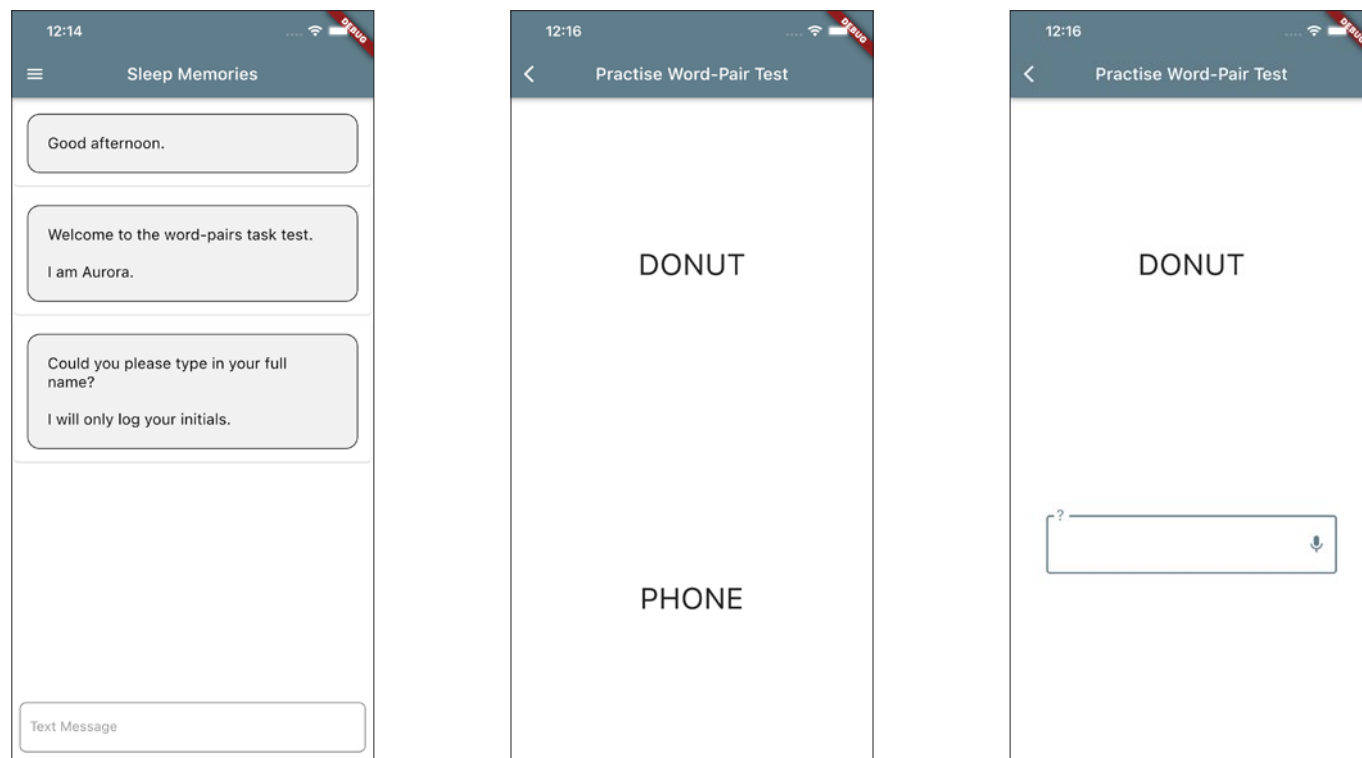 12:14
DEBUG
Sleep Memories
Good afternoon.
Welcome to the word-pairs task test.
I am Aurora.
Could you please type in your full
name?
I will only log your initials.
Text Message
12:16
DEBUG
Practise Word-Pair Test
DONUT
PHONE
12:16
DEBUG
Practise Word-Pair Test
DONUT
?